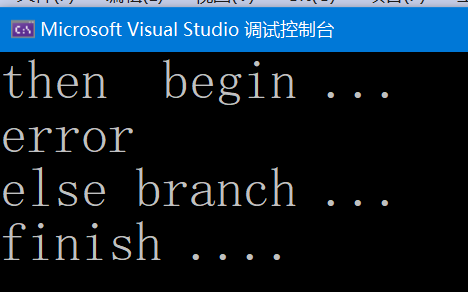 Microsoft Visual Studio 调试控制台
then  begin ...
error
else branch ...
finish ....